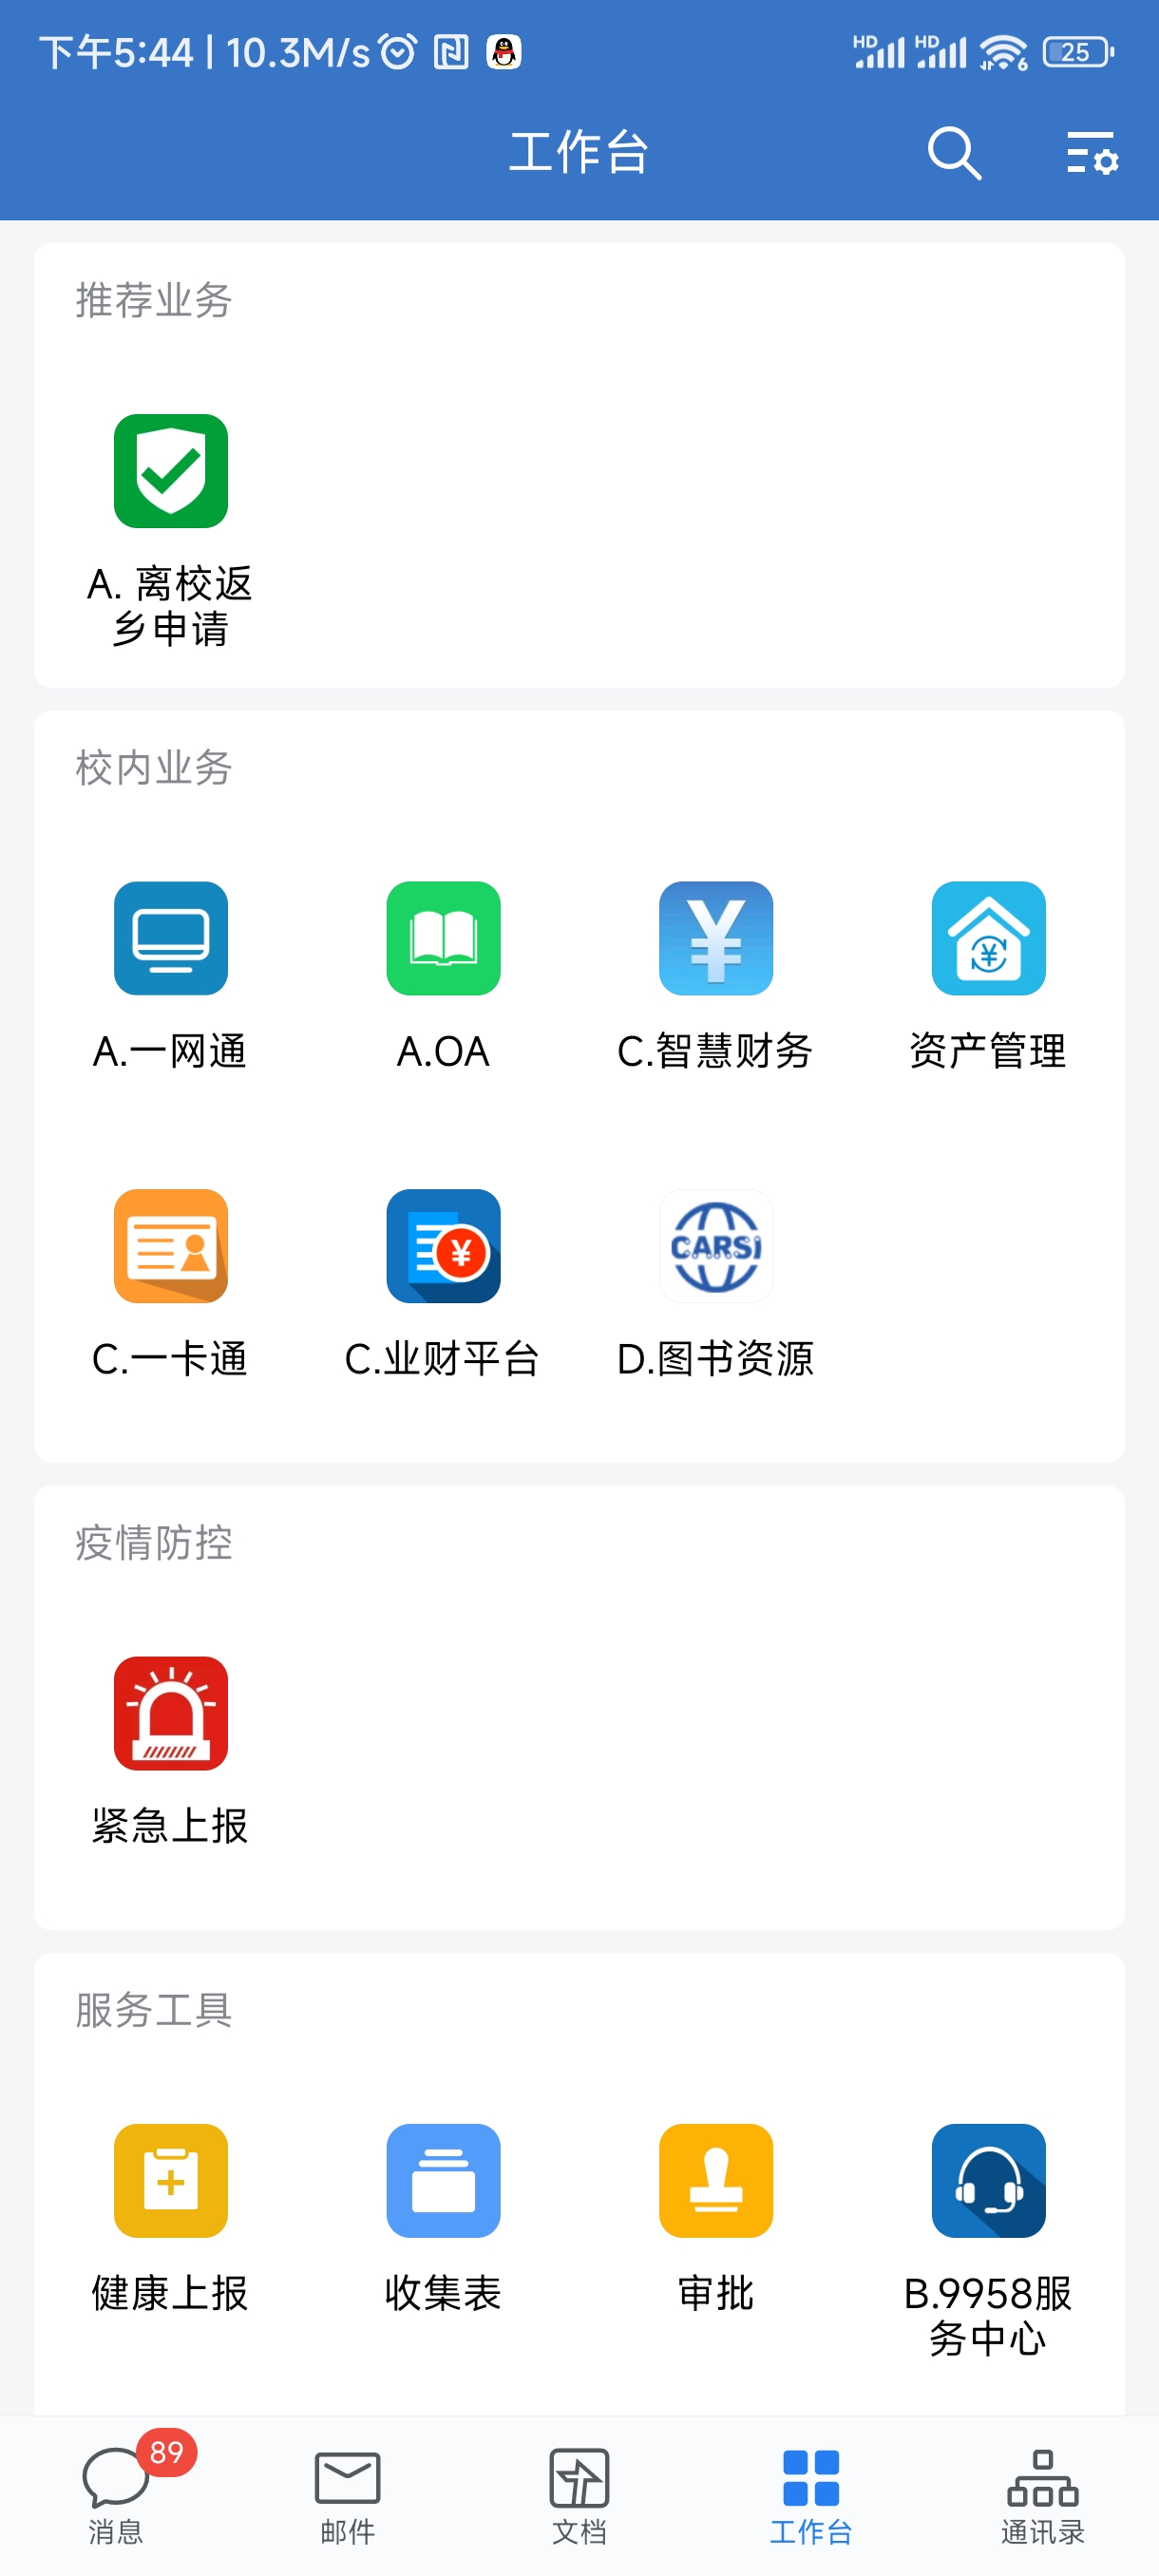 下午5:44 | 10.3M/s
HD HD 6 25
工作台
推荐业务
A. 离校返
乡申请
校内业务
A.一网通 A.OA C.智慧财务 资产管理
CARSI
C.一卡通 C.业财平台 D.图书资源
疫情防控
紧急上报
服务工具
健康上报 收集表 审批 B.9958服
务中心
89
消息 邮件 文档 工作台 通讯录